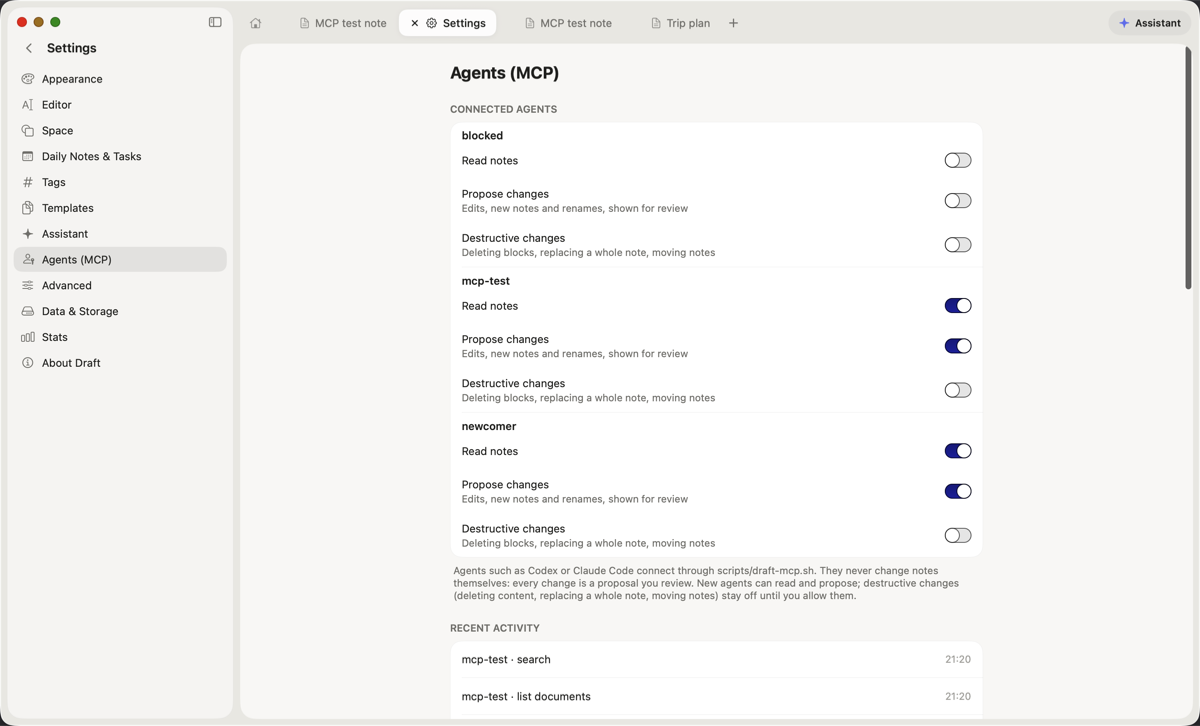 MCP test note
Settings
MCP test note
Trip plan
Assistant
Settings
Appearance
Editor
Space
Daily Notes & Tasks
Tags
Templates
Assistant
Agents (MCP)
Advanced
Data & Storage
Stats
About Draft
Agents (MCP)
CONNECTED AGENTS
blocked
Read notes
Propose changes
Edits, new notes and renames, shown for review
Destructive changes
Deleting blocks, replacing a whole note, moving notes
mcp-test
Read notes
Propose changes
Edits, new notes and renames, shown for review
Destructive changes
Deleting blocks, replacing a whole note, moving notes
newcomer
Read notes
Propose changes
Edits, new notes and renames, shown for review
Destructive changes
Deleting blocks, replacing a whole note, moving notes
Agents such as Codex or Claude Code connect through scripts/draft-mcp.sh. They never change notes
themselves: every change is a proposal you review. New agents can read and propose; destructive changes
(deleting content, replacing a whole note, moving notes) stay off until you allow them.
RECENT ACTIVITY
mcp-test · search 21:20
mcp-test · list documents 21:20